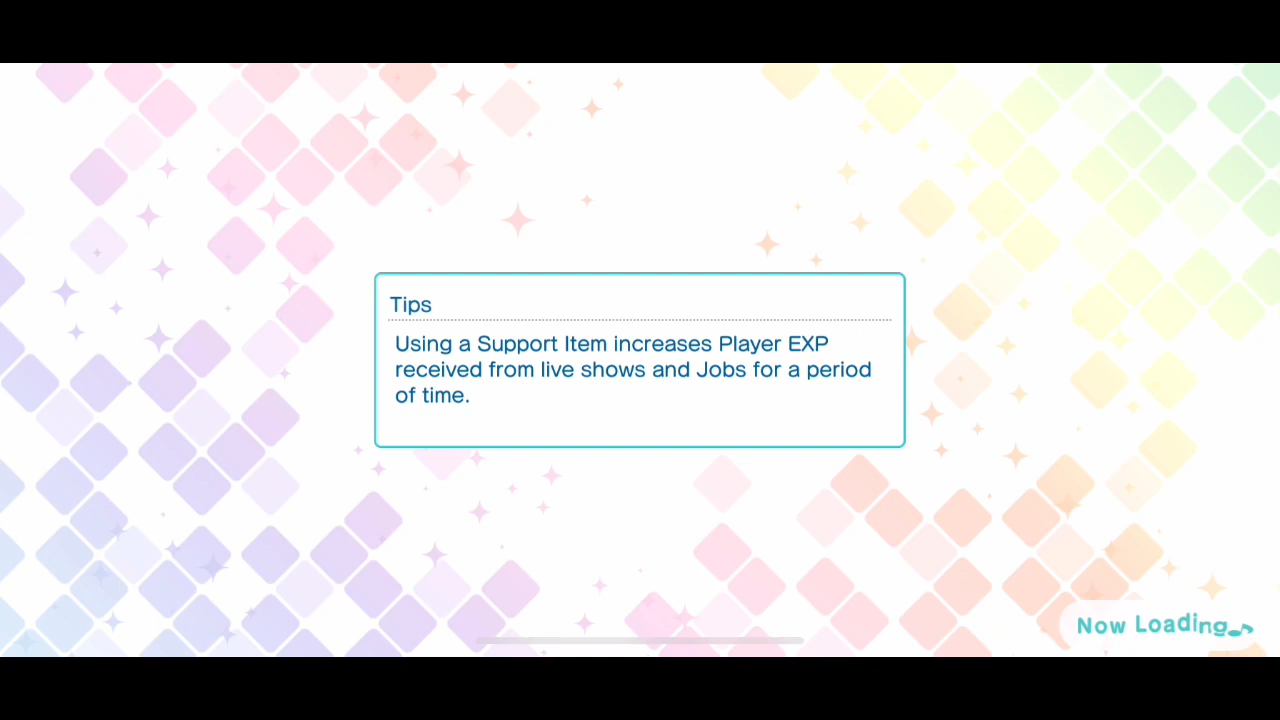 Tips
Using a Support Item increases Player EXP
received from live shows and Jobs for a period
of time.
Now Loading